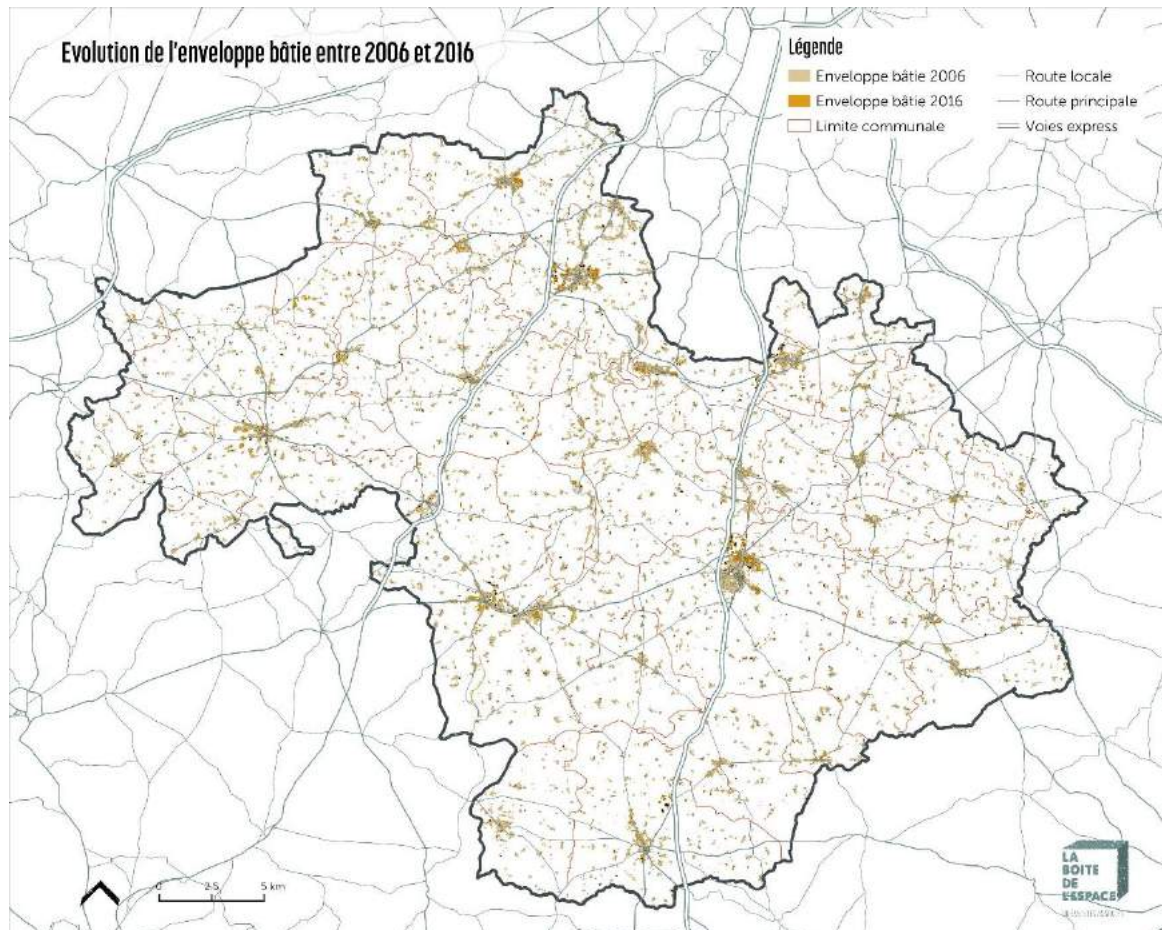 Evolution de l'enveloppe bâtie entre 2006 et 2016
Légende
Enveloppe bâtie 2006
Enveloppe bâtie 2016
Limite communale
Route locale
Route principale
Voies express
0 2.5 5 km
LA
BOITE
DE
L'ESPACE